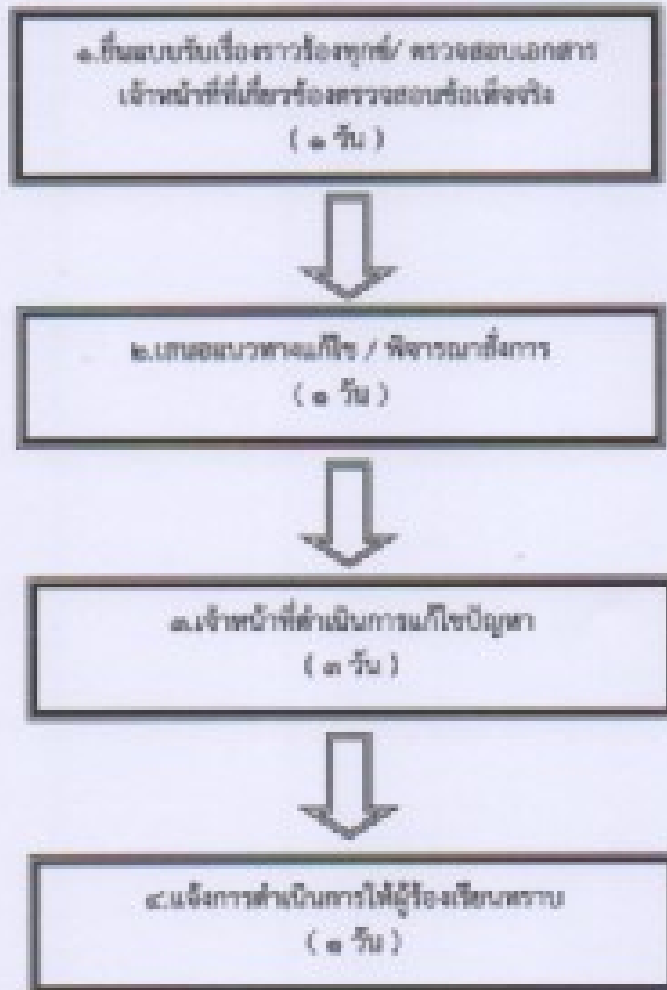 ๑.ยื่นแบบรับเรื่องราวร้องทุกข์/ ตรวจสอบเอกสาร
เจ้าหน้าที่ที่เกี่ยวข้องตรวจสอบข้อเท็จจริง
( ๑ วัน )
๒.เสนอแนวทางแก้ไข / พิจารณาสั่งการ
( ๑ วัน )
๓.เจ้าหน้าที่ดำเนินการแก้ไขปัญหา
( ๓ วัน )
๔.แจ้งการดำเนินการให้ผู้ร้องเรียนทราบ
( ๑ วัน )